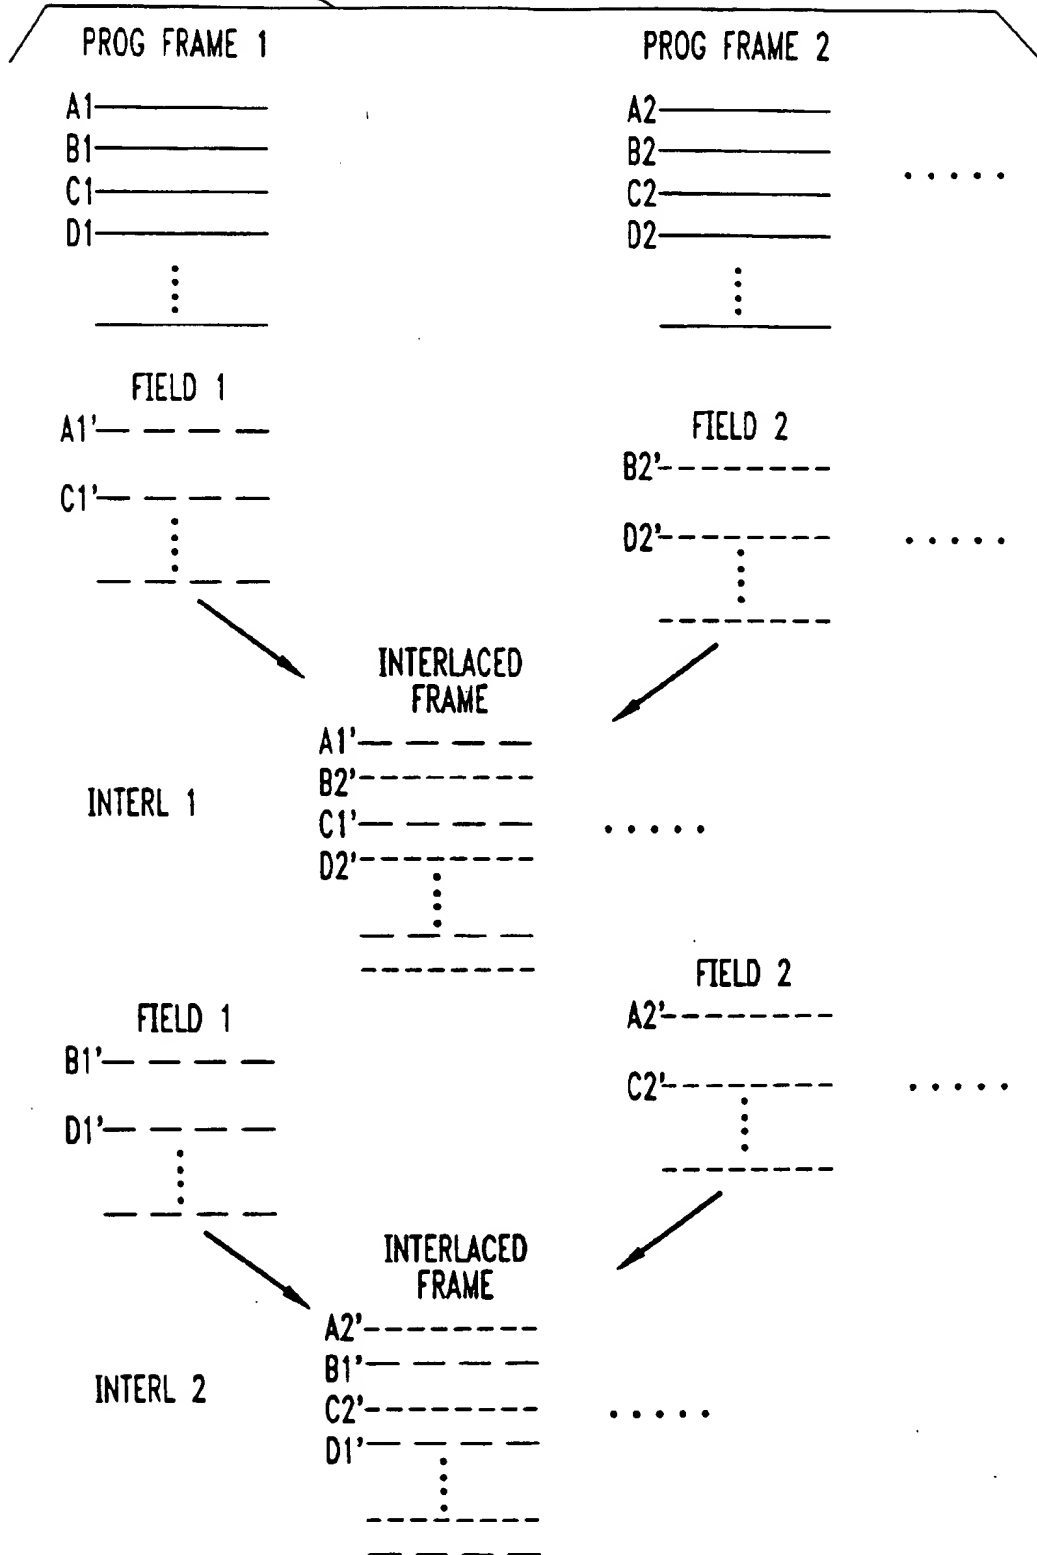 PROG FRAME 1
PROG FRAME 2
A1
B1
C1
D1
A2
B2
C2
D2
FIELD 1
A1'
C1'
FIELD 2
B2'
D2'
INTERLACED
FRAME
INTERL 1
A1'
B2'
C1'
D2'
FIELD 1
B1'
D1'
FIELD 2
A2'
C2'
INTERLACED
FRAME
INTERL 2
A2'
B1'
C2'
D1'